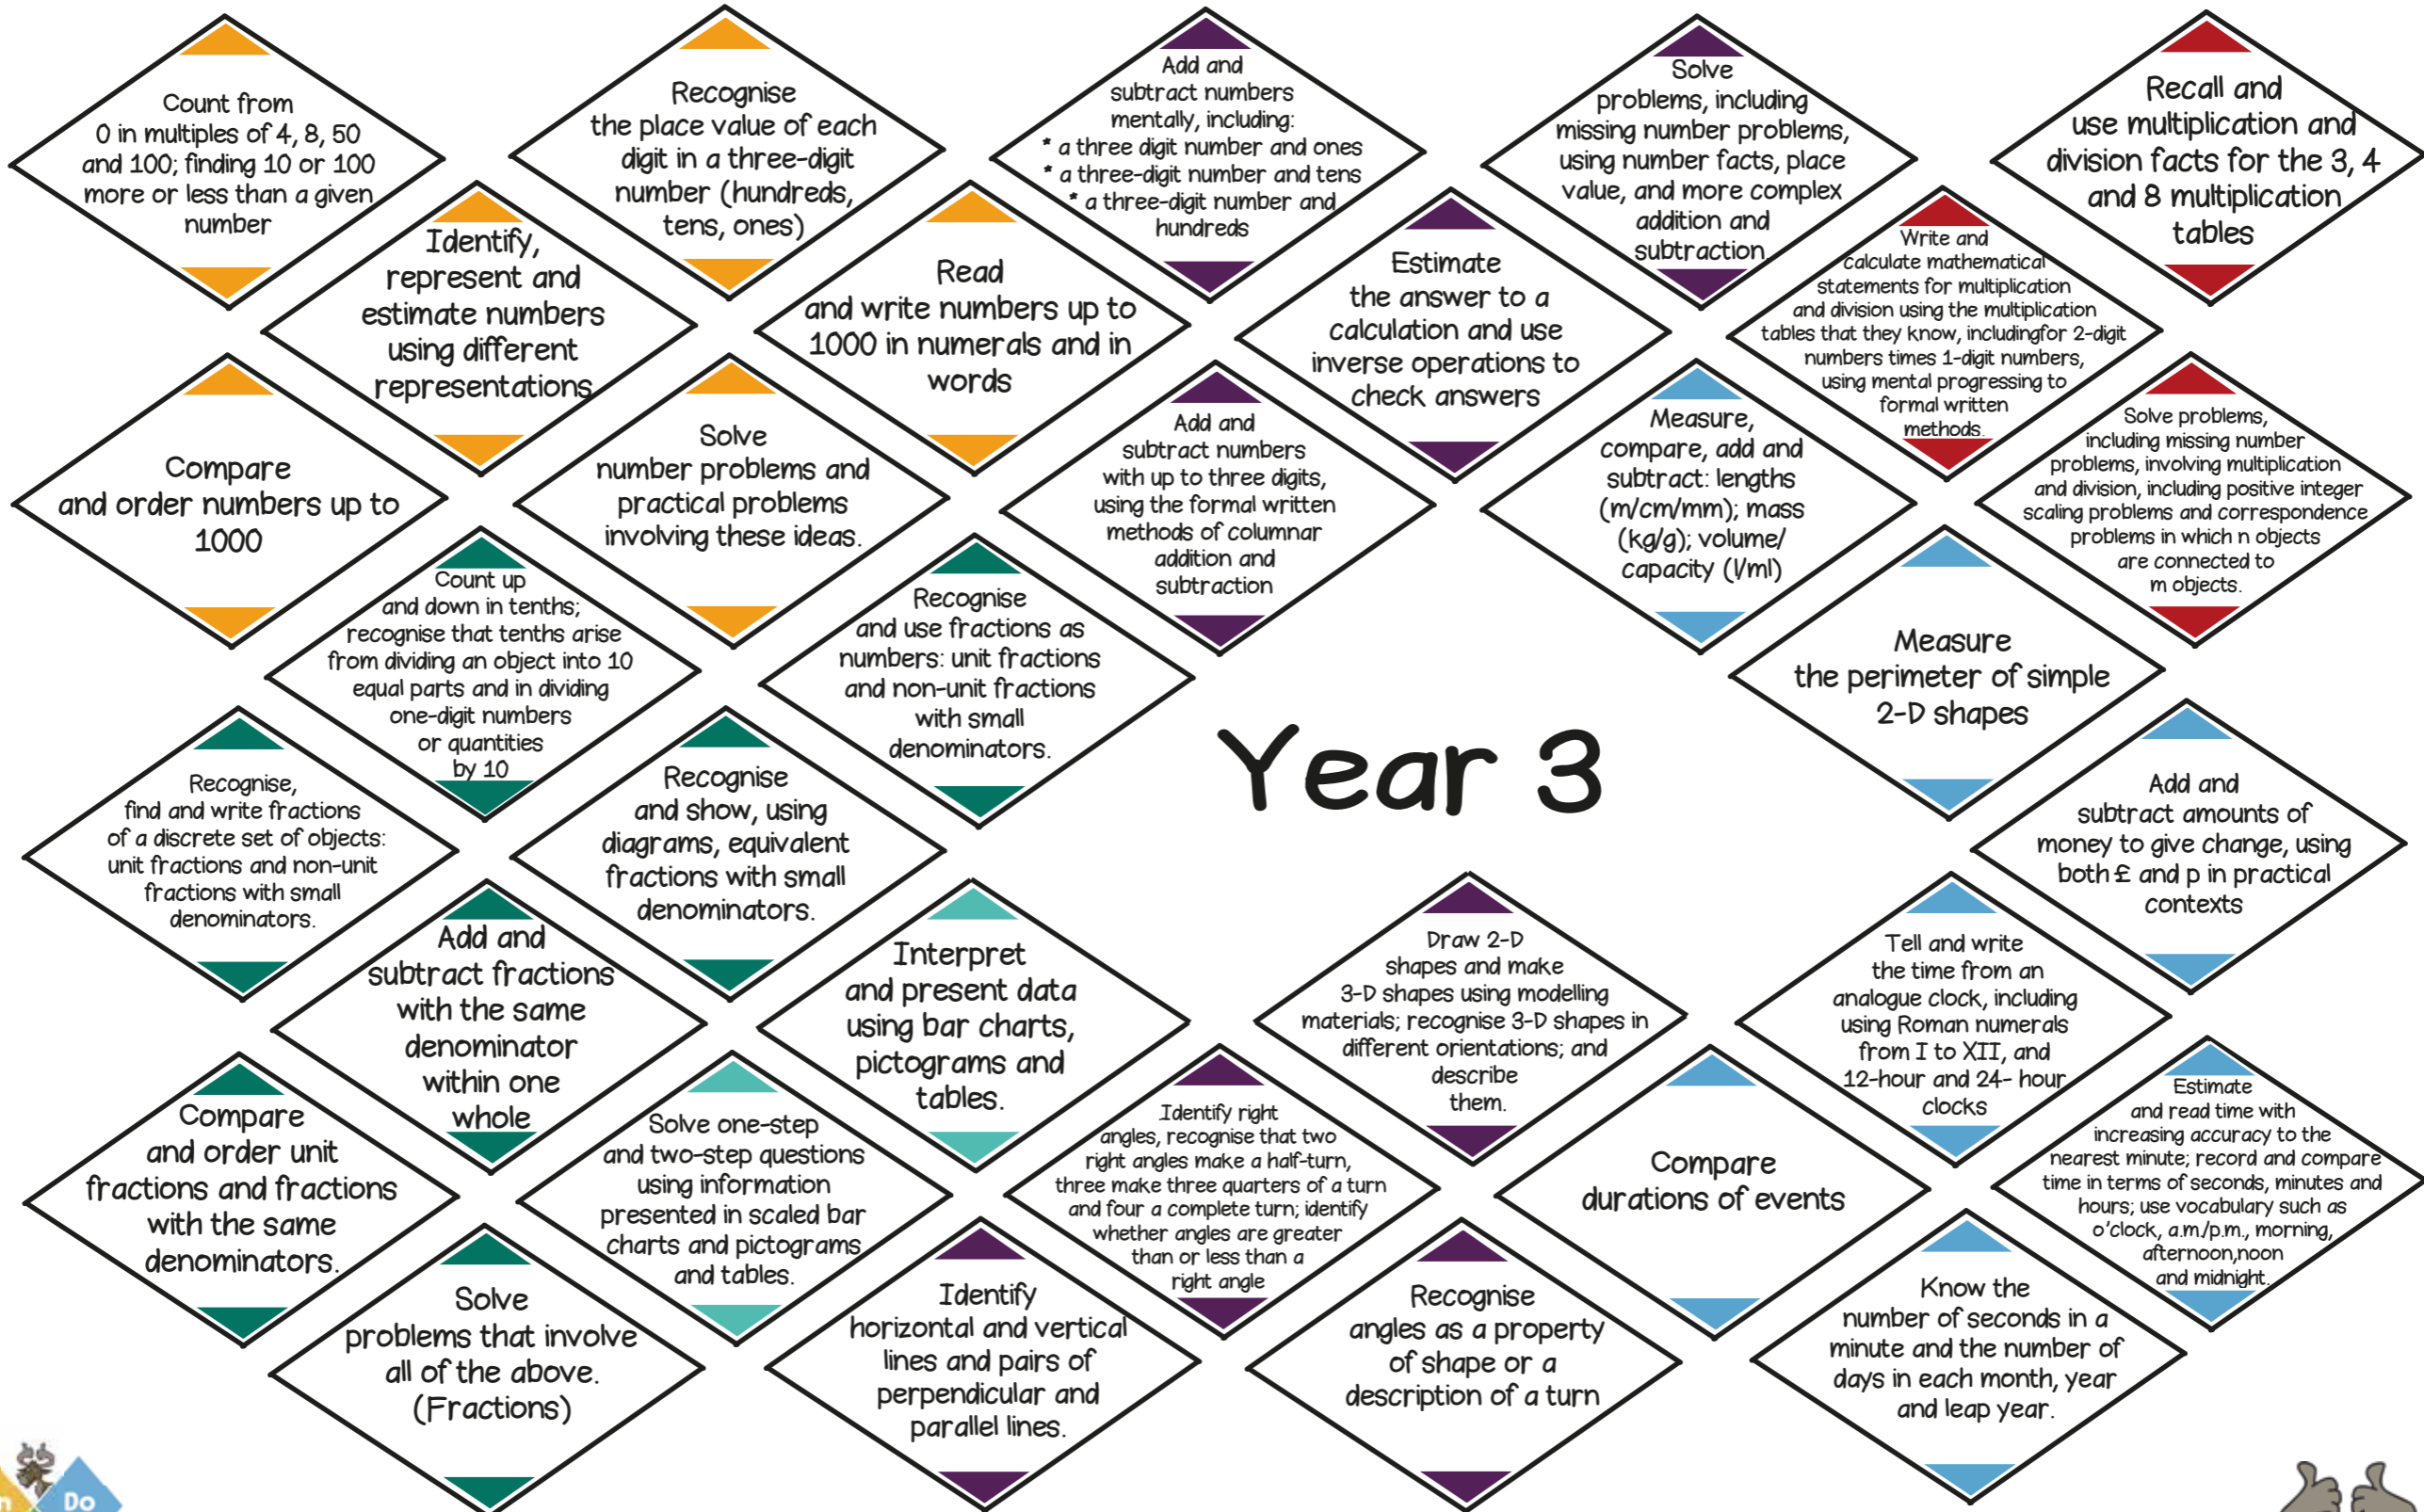 Count from
0 in multiples of 4, 8, 50
and 100; finding 10 or 100
more or less than a given
number
Recognise
the place value of each
digit in a three-digit
number (hundreds,
tens, ones)
Add and
subtract numbers
mentally, including:
* a three digit number and ones
* a three-digit number and tens
* a three-digit number and
hundreds
Solve
problems, including
missing number problems,
using number facts, place
value, and more complex
addition and
subtraction
Recall and
use multiplication and
division facts for the 3, 4
and 8 multiplication
tables
Identify,
represent and
estimate numbers
using different
representations
Read
and write numbers up to
1000 in numerals and in
words
Estimate
the answer to a
calculation and use
inverse operations to
check answers
Write and
calculate mathematical
statements for multiplication
and division using the multiplication
tables that they know, includingfor 2-digit
numbers times 1-digit numbers,
using mental progressing to
formal written
methods.
Compare
and order numbers up to
1000
Solve
number problems and
practical problems
involving these ideas.
Add and
subtract numbers
with up to three digits,
using the formal written
methods of columnar
addition and
subtraction
Measure,
compare, add and
subtract: lengths
(m/cm/mm); mass
(kg/g); volume/
capacity (l/ml)
Solve problems,
including missing number
problems, involving multiplication
and division, including positive integer
scaling problems and correspondence
problems in which n objects
are connected to
m objects.
Count up
and down in tenths;
recognise that tenths arise
from dividing an object into 10
equal parts and in dividing
one-digit numbers
or quantities
by 10
Recognise
and use fractions as
numbers: unit fractions
and non-unit fractions
with small
denominators.
Measure
the perimeter of simple
2-D shapes
Year 3
Recognise,
find and write fractions
of a discrete set of objects:
unit fractions and non-unit
fractions with small
denominators.
Recognise
and show, using
diagrams, equivalent
fractions with small
denominators.
Add and
subtract amounts of
money to give change, using
both £ and p in practical
contexts
Add and
subtract fractions
with the same
denominator
within one
whole
Interpret
and present data
using bar charts,
pictograms and
tables.
Draw 2-D
shapes and make
3-D shapes using modelling
materials; recognise 3-D shapes in
different orientations; and
describe
them.
Tell and write
the time from an
analogue clock, including
using Roman numerals
from I to XII, and
12-hour and 24- hour
clocks
Compare
and order unit
fractions and fractions
with the same
denominators.
Solve one-step
and two-step questions
using information
presented in scaled bar
charts and pictograms
and tables.
Identify right
angles, recognise that two
right angles make a half-turn,
three make three quarters of a turn
and four a complete turn; identify
whether angles are greater
than or less than a
right angle
Compare
durations of events
Estimate
and read time with
increasing accuracy to the
nearest minute; record and compare
time in terms of seconds, minutes and
hours; use vocabulary such as
o'clock, a.m./p.m., morning,
afternoon,noon
and midnight.
Solve
problems that involve
all of the above.
(Fractions)
Identify
horizontal and vertical
lines and pairs of
perpendicular and
parallel lines.
Recognise
angles as a property
of shape or a
description of a turn
Know the
number of seconds in a
minute and the number of
days in each month, year
and leap year.
Do